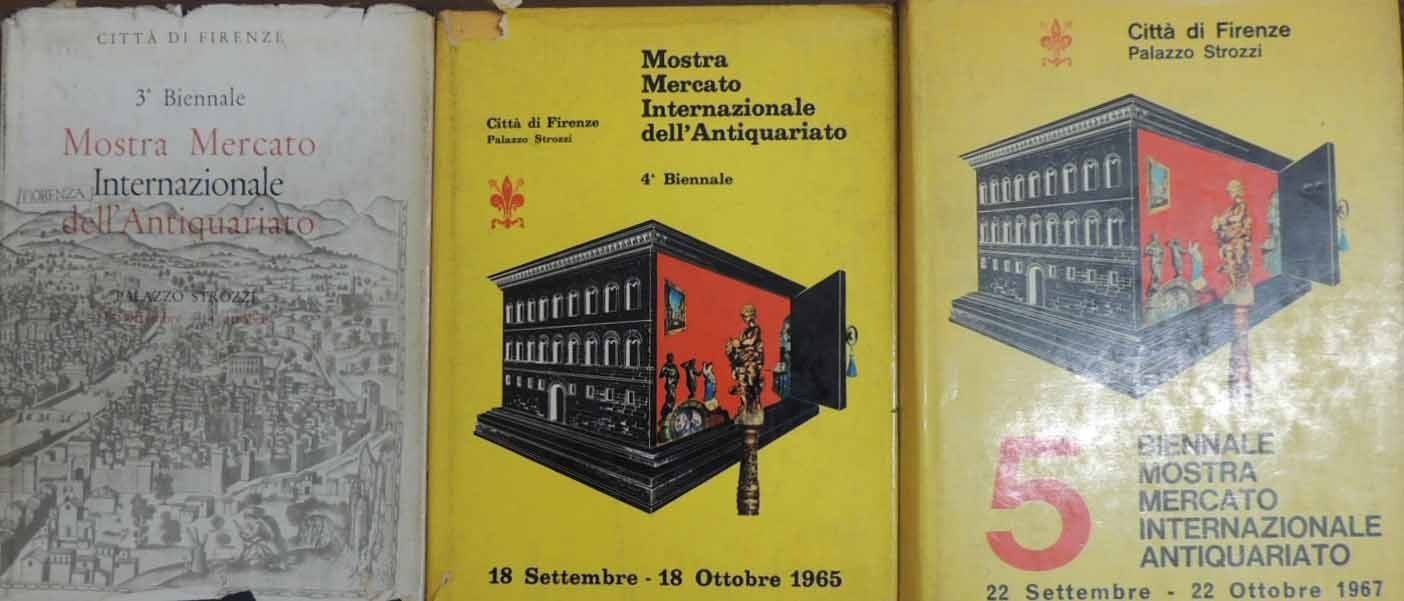 CITTÀ DI FIRENZE
3ª Biennale
Mostra Mercato
Internazionale
dell'Antiquariato
FIORENZA
PALAZZO STROZZI
Città di Firenze
Palazzo Strozzi
Mostra
Mercato
Internazionale
dell'Antiquariato
4ª Biennale
18 Settembre - 18 Ottobre 1965
Città di Firenze
Palazzo Strozzi
5
BIENNALE
MOSTRA
MERCATO
INTERNAZIONALE
ANTIQUARIATO
22 Settembre - 22 Ottobre 1967